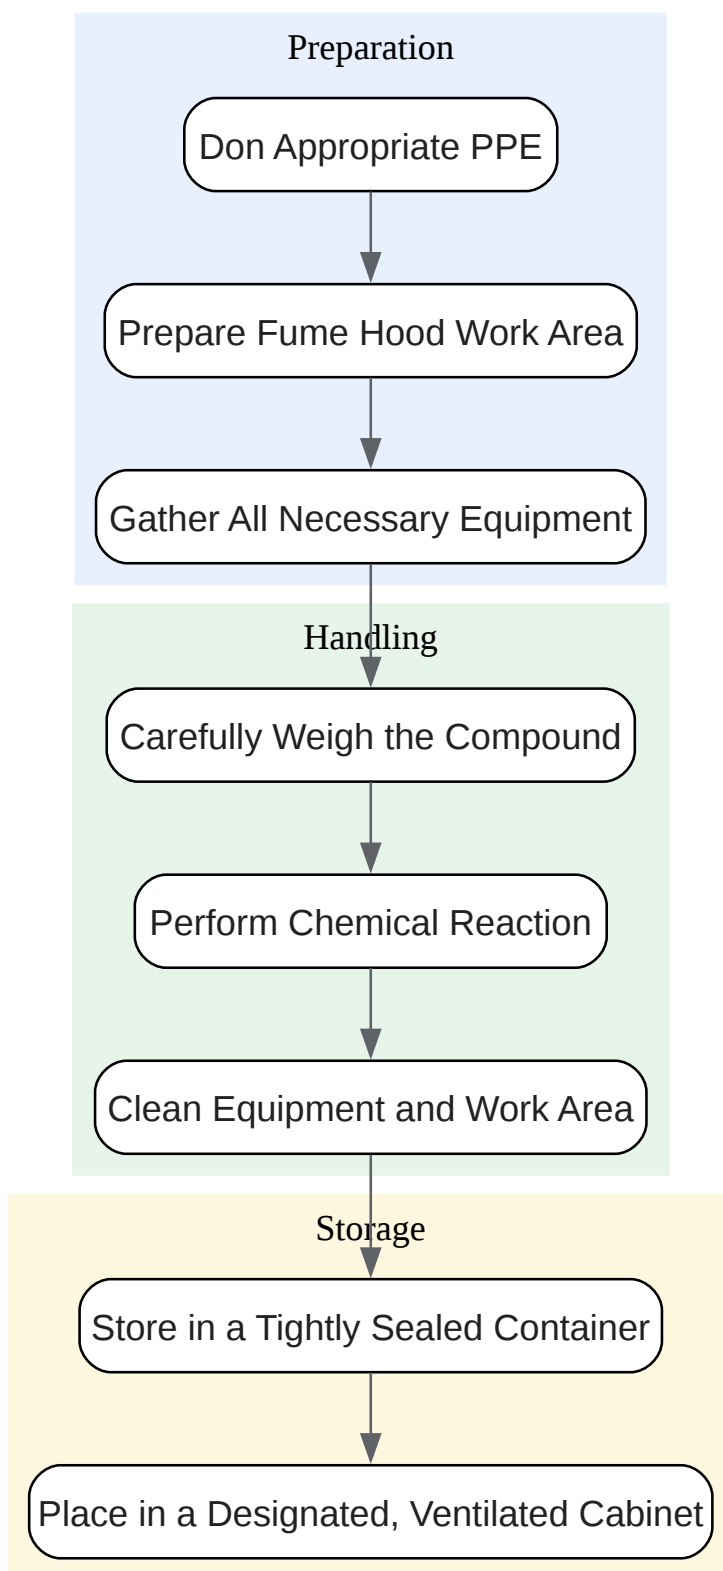 Preparation
Don Appropriate PPE
Prepare Fume Hood Work Area
Gather All Necessary Equipment
Handling
Carefully Weigh the Compound
Perform Chemical Reaction
Clean Equipment and Work Area
Storage
Store in a Tightly Sealed Container
Place in a Designated, Ventilated Cabinet